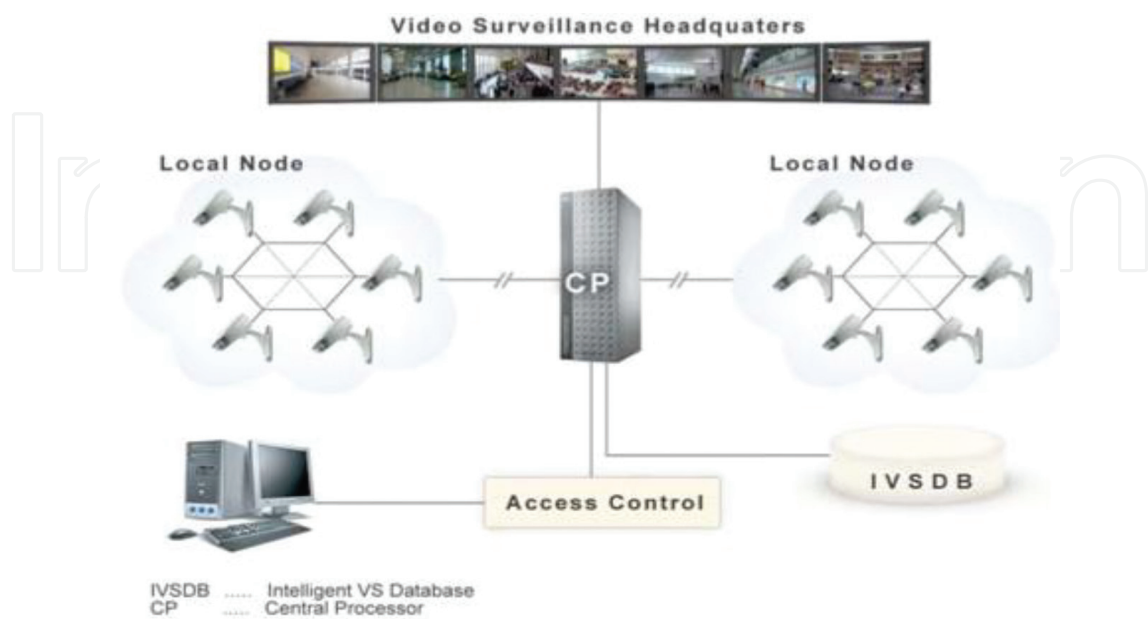 Video Surveillance Headquaters
Local Node
Local Node
CP
IVSDB
Access Control
IVSDB ..... Intelligent VS Database
CP ..... Central Processor